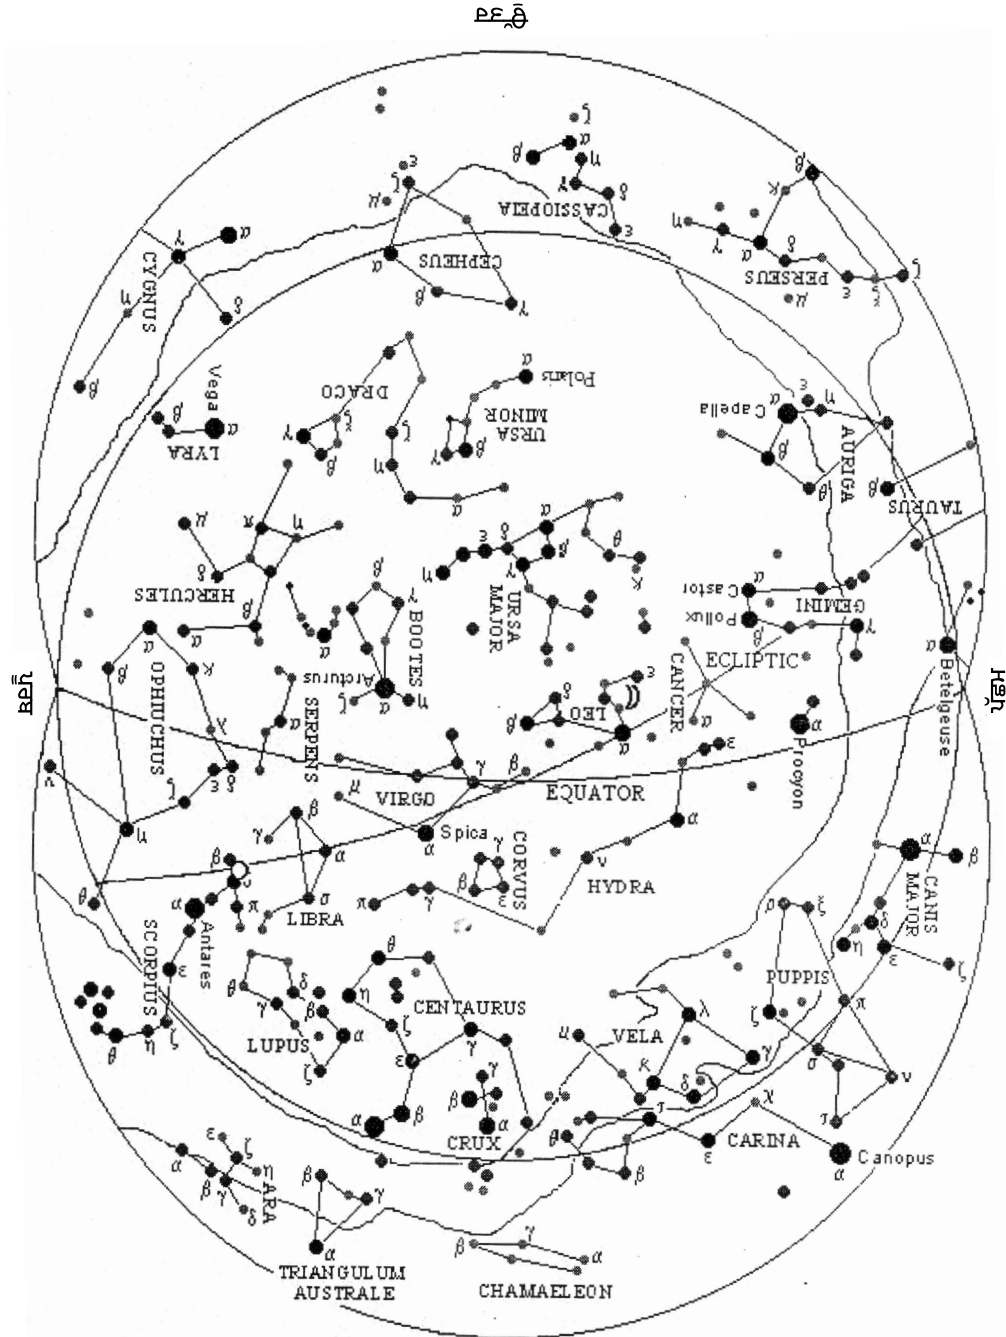 ζ
α
β
η
γ
δ
CASSIOPEIA
ε
β
κ
η
γ
α
δ
PERSEUS
ε
ξ
ζ
μ
ε
ζ
μ
α
CEPHEUS
β
γ
α
γ
CYGNUS
η
δ
β
Vega
β
α
LYRA
DRACO
ξ
γ
β
ζ
η
α
α
Polaris
URSA
MINOR
γ
β
Capella
α
ε
η
β
θ
AURIGA
β
TAURUS
μ
π
η
δ
HERCULES
β
α
α
β
γ
δ
ε
η
θ
κ
URSA
MAJOR
β
γ
BOOTES
Arcturus
ζ
α
η
Castor
α
Pollux
β
GEMINI
γ
ECLIPTIC
α
Betelgeuse
α
β
κ
λ
OPHIUCHUS
δ
ε
ζ
η
ν
θ
α
SERPENS
ε
δ
β
LEO
α
CANCER
α
α
Procyon
ε
μ
VIRGO
γ
β
EQUATOR
Spica
α
β
γ
α
σ
LIBRA
γ
CORVUS
β
ε
α
ν
HYDRA
γ
π
α
β
CANIS
MAJOR
δ
η
ε
ζ
β
ν
π
α
Antares
SCORPIUS
ε
ζ
η
θ
θ
δ
γ
β
α
LUPUS
ζ
θ
η
CENTAURUS
ζ
γ
ε
α
β
γ
β
α
CRUX
μ
VELA
λ
γ
κ
δ
ρ
ξ
PUPPIS
ζ
π
σ
ν
τ
θ
ι
β
ε
χ
CARINA
Canopus
α
ε
ζ
α
η
β
γ
δ
ARA
β
γ
α
TRIANGULUM
AUSTRALE
β
γ
α
CHAMAELEON